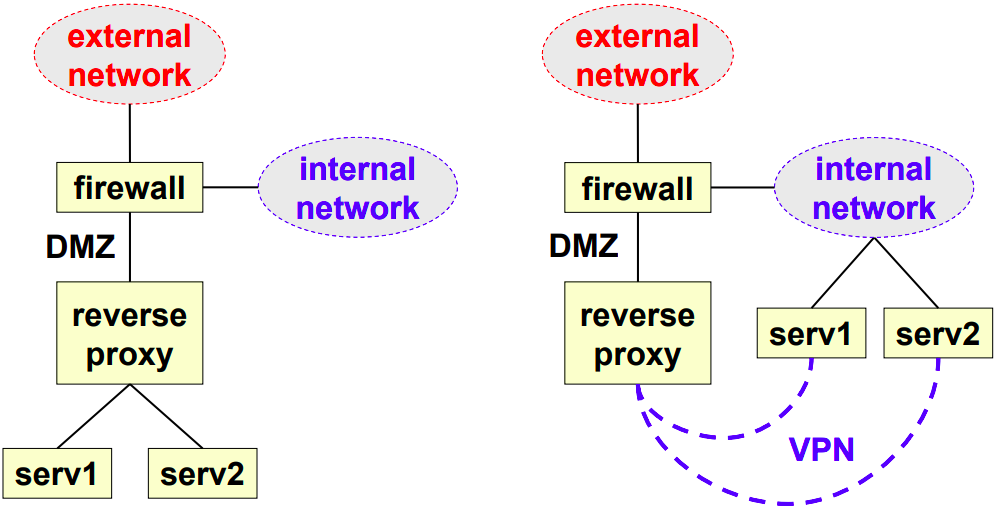 external
network
firewall
internal
network
DMZ
reverse
proxy
serv1
serv2
external
network
firewall
internal
network
DMZ
reverse
proxy
serv1
serv2
VPN